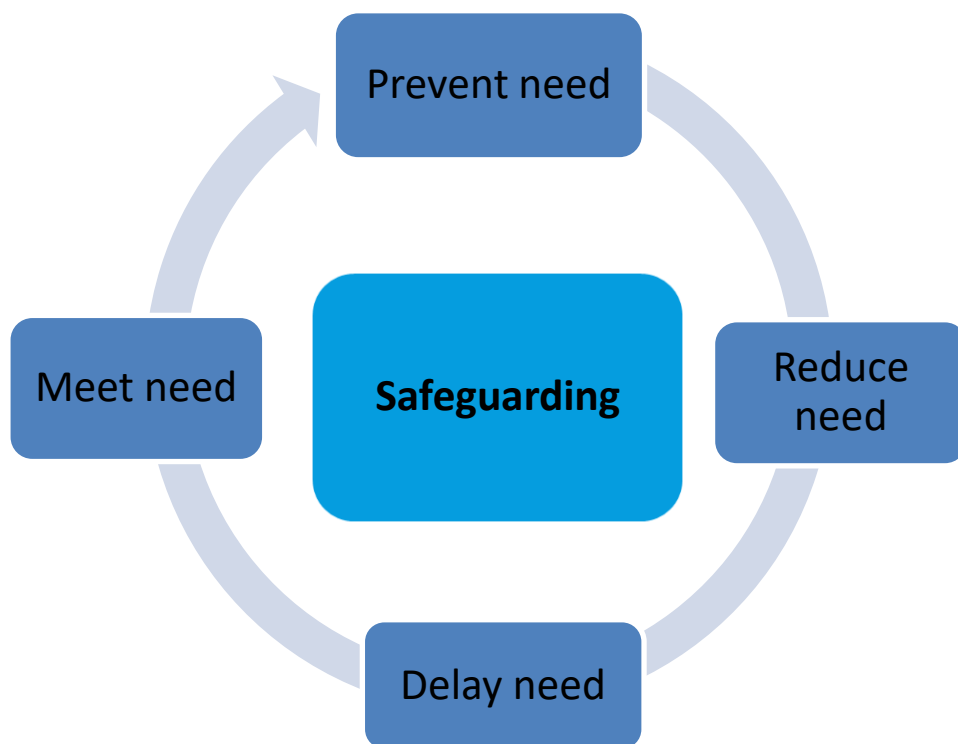 Prevent need
Reduce
need
Delay need
Meet need
Safeguarding